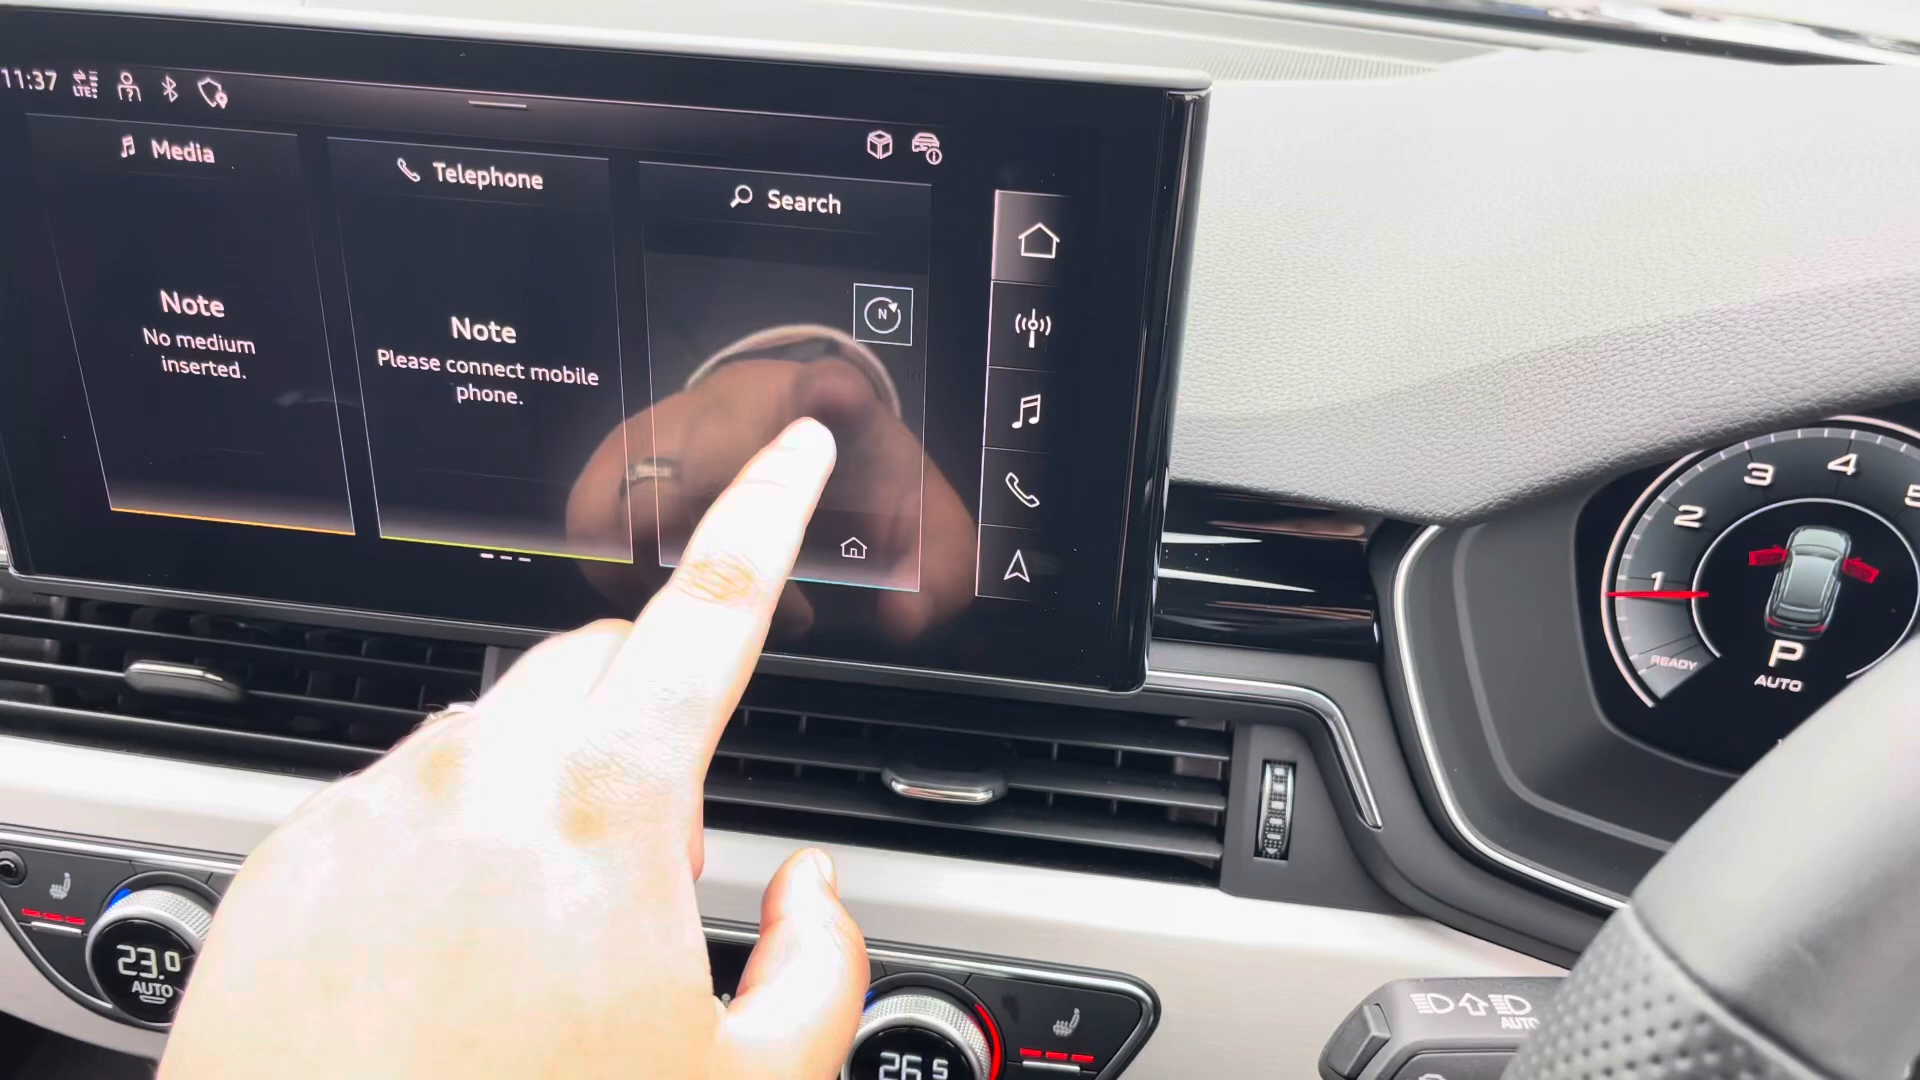 11:37
LTE
Media
Telephone
Search
Note
No medium
inserted.
Note
Please connect mobile
phone.
N
1
2
3
4
5
READY
P
AUTO
23.0
AUTO
26.5
AUTO